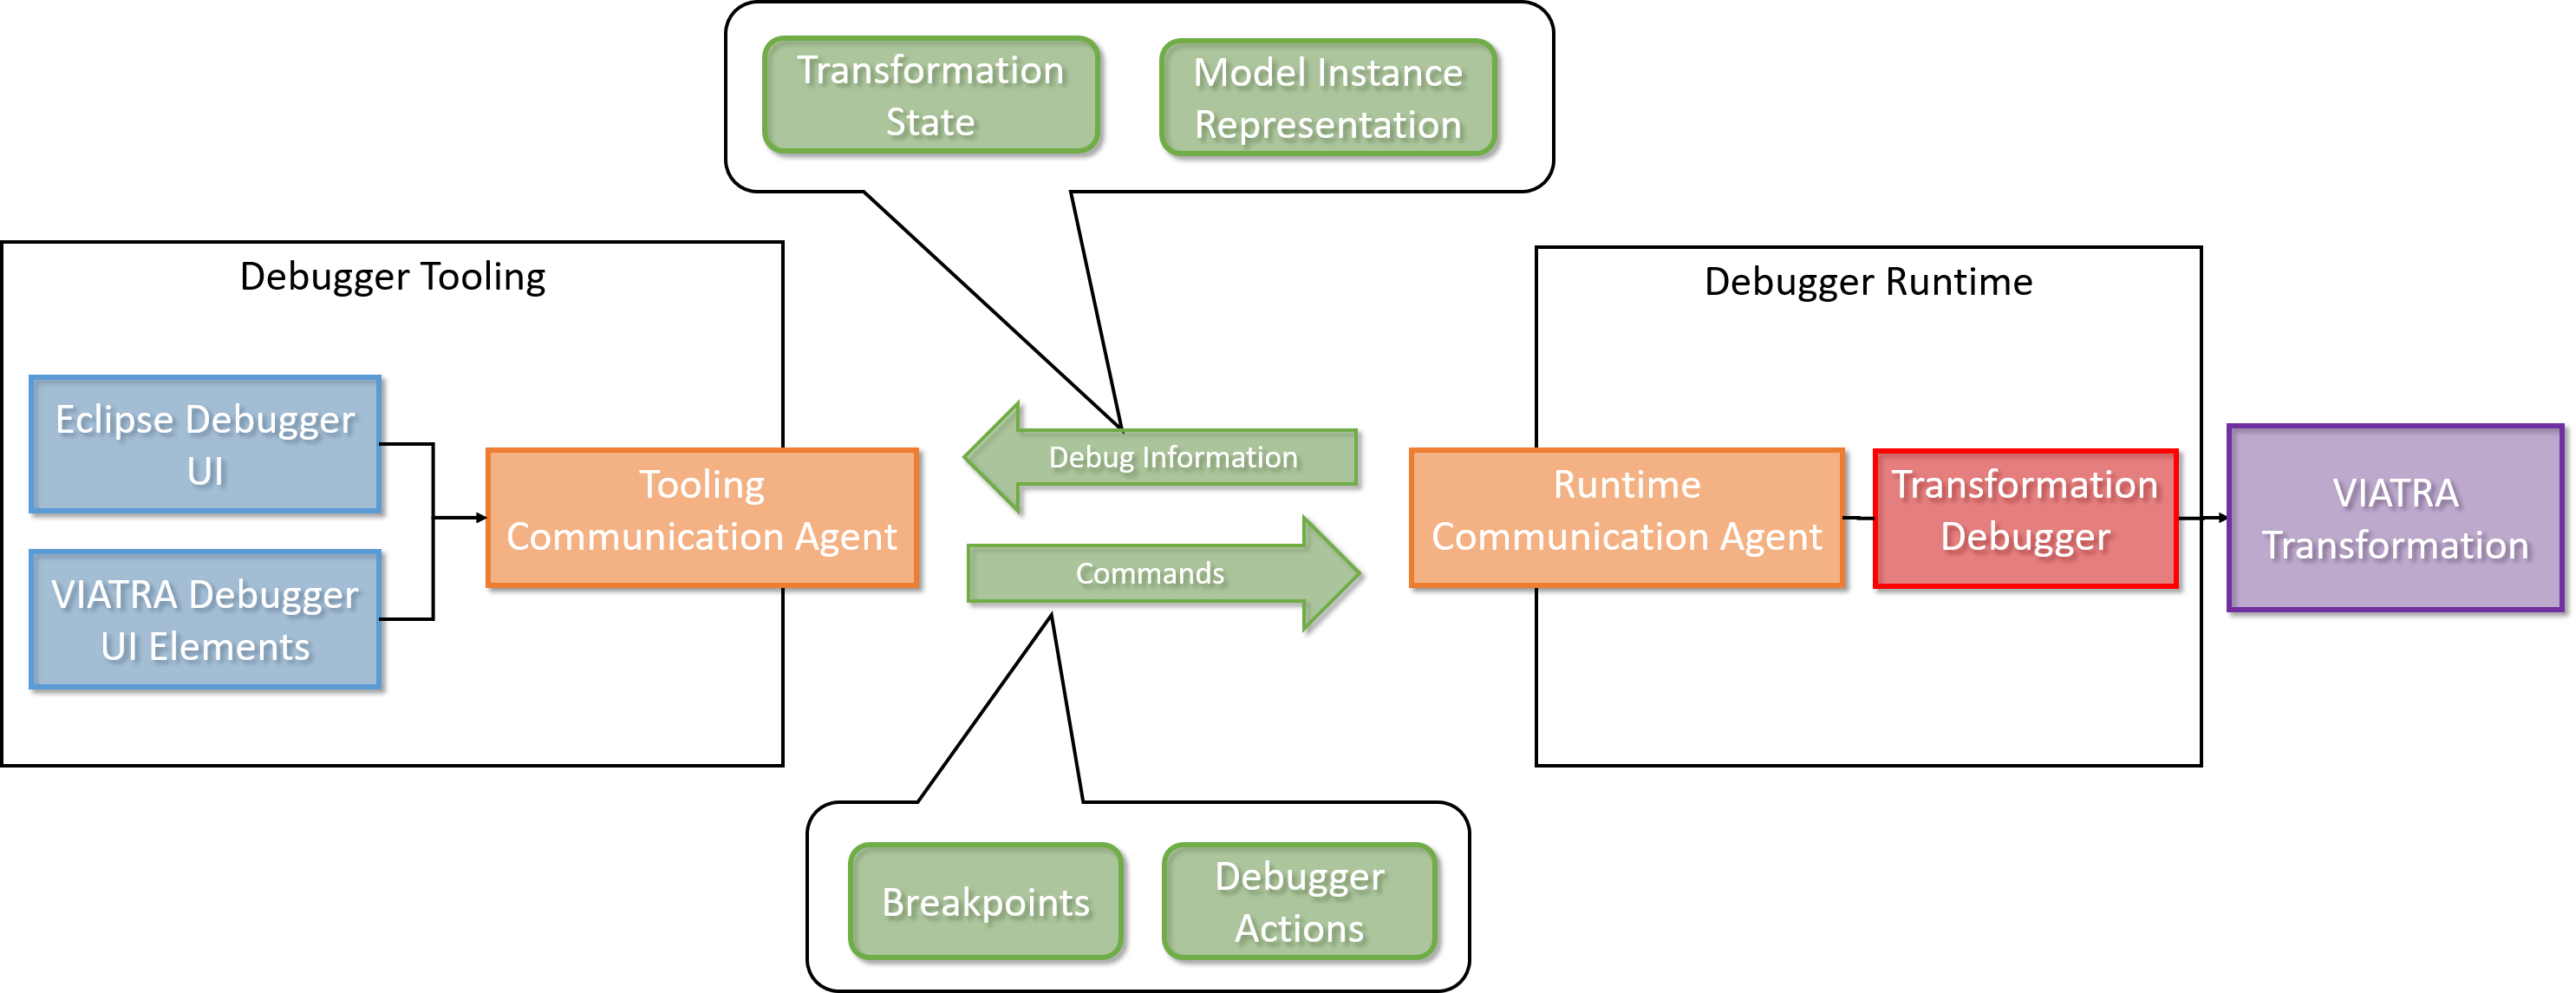 Transformation
State
Model Instance
Representation
Debugger Tooling
Eclipse Debugger
UI
VIATRA Debugger
UI Elements
Tooling
Communication Agent
Debug Information
Commands
Debugger Runtime
Runtime
Communication Agent
Transformation
Debugger
VIATRA
Transformation
Breakpoints
Debugger
Actions